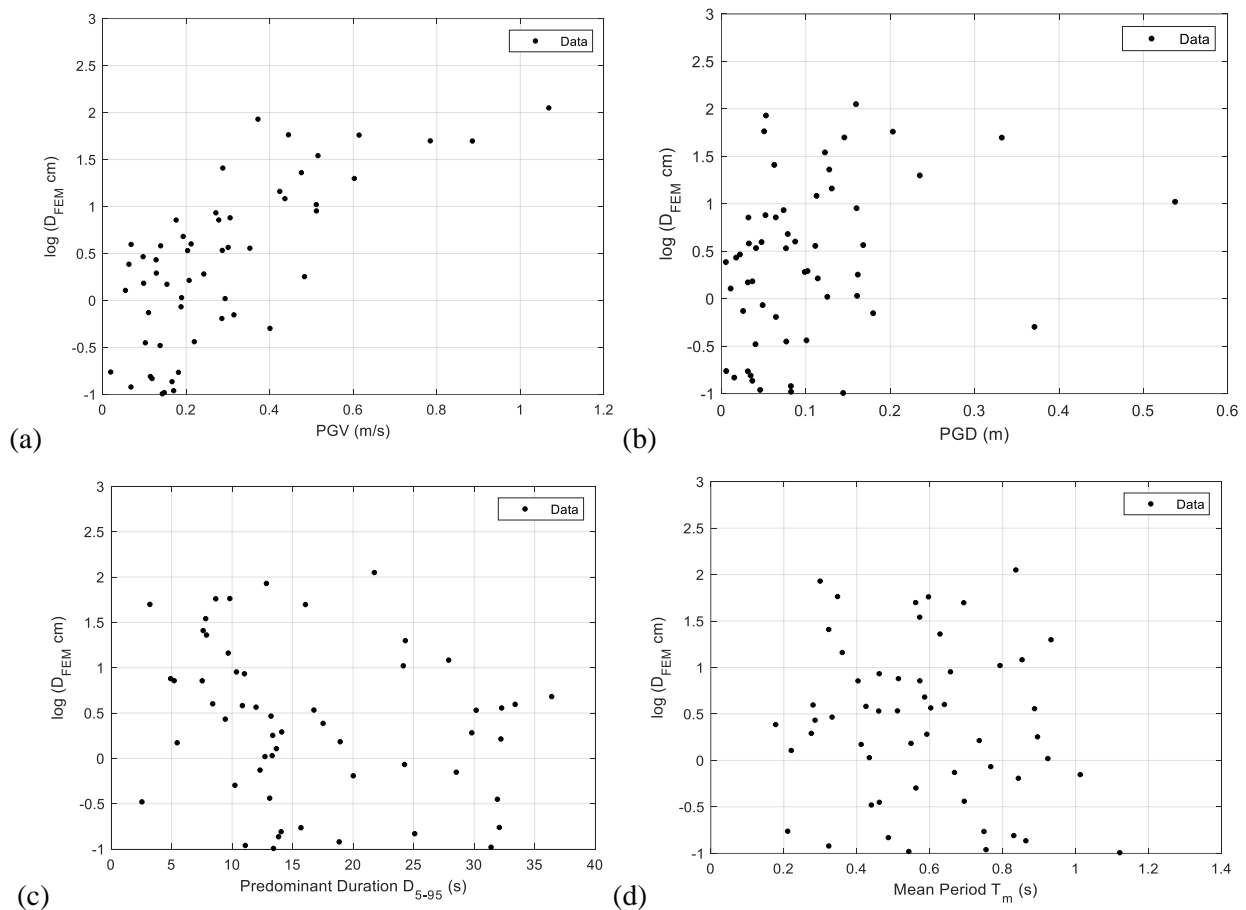 3
2.5
2
1.5
1
0.5
0
-0.5
-1
log (D_FEM cm)
Data
0 0.2 0.4 0.6 0.8 1 1.2
PGV (m/s)
(a)
3
2.5
2
1.5
1
0.5
0
-0.5
-1
log (D_FEM cm)
Data
0 0.1 0.2 0.3 0.4 0.5 0.6
PGD (m)
(b)
3
2.5
2
1.5
1
0.5
0
-0.5
-1
log (D_FEM cm)
Data
0 5 10 15 20 25 30 35 40
Predominant Duration D_5-95 (s)
(c)
3
2.5
2
1.5
1
0.5
0
-0.5
-1
log (D_FEM cm)
Data
0 0.2 0.4 0.6 0.8 1 1.2 1.4
Mean Period T_m (s)
(d)